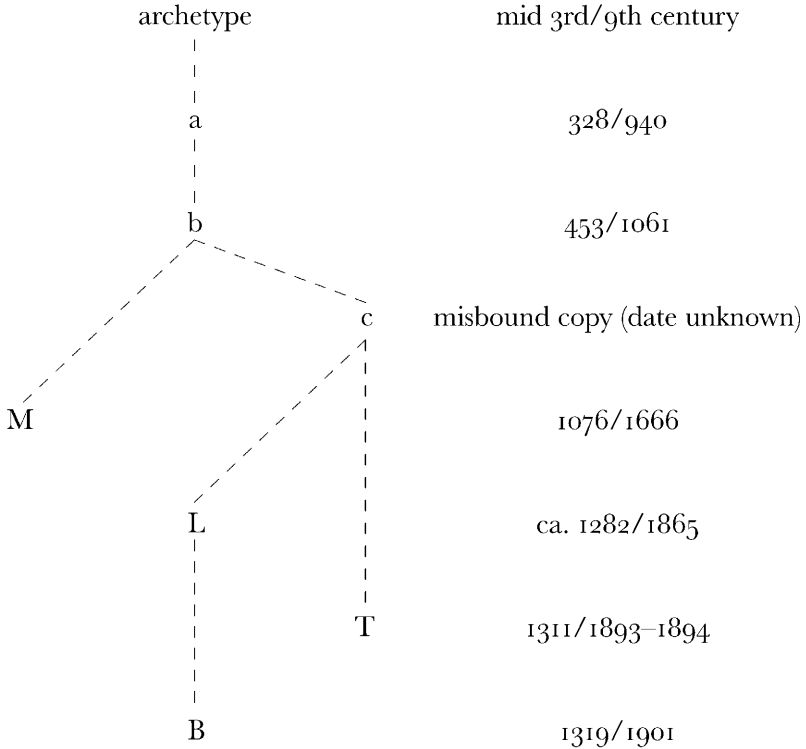 archetype mid 3rd/9th century
a 328/940
b 453/1061
c misbound copy (date unknown)
M 1076/1666
L ca. 1282/1865
T 1311/1893–1894
B 1319/1901